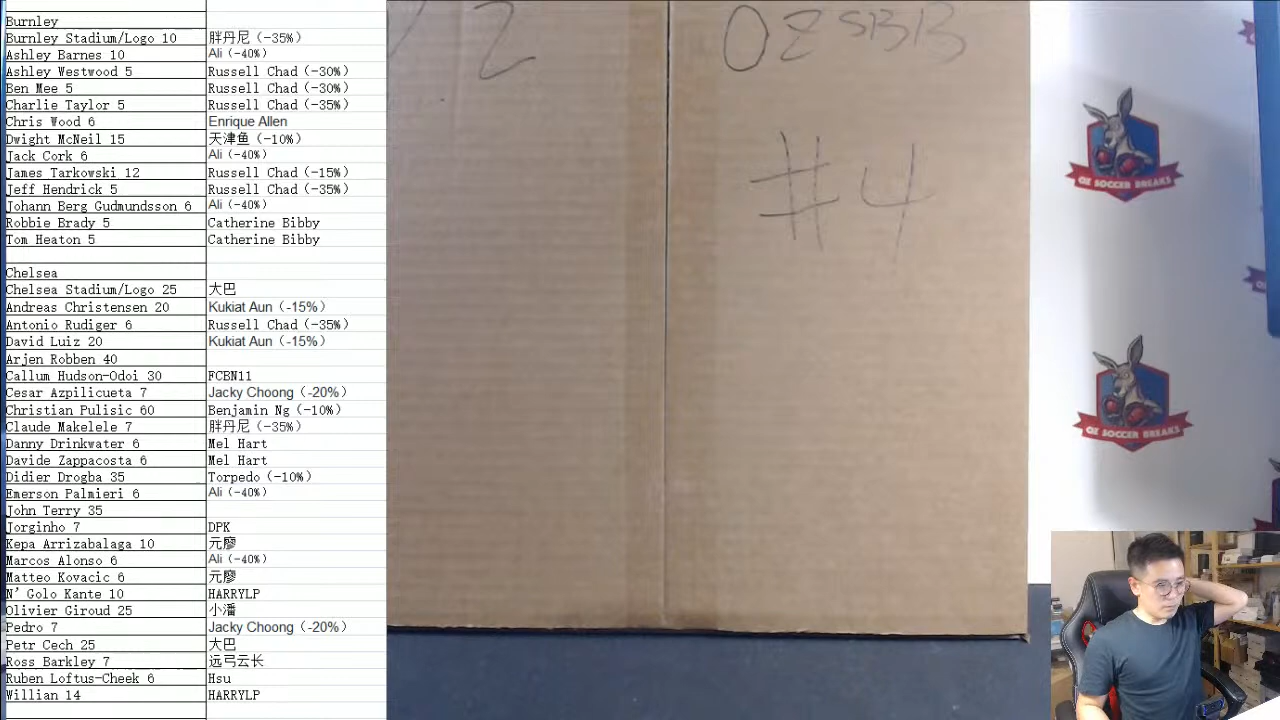 Burnley
Burnley Stadium/Logo 10 胖丹尼(-35%)
Ashley Barnes 10 Ali(-40%)
Ashley Westwood 5 Russell Chad(-30%)
Ben Mee 5 Russell Chad(-30%)
Charlie Taylor 5 Russell Chad(-35%)
Chris Wood 6 Enrique Allen
Dwight McNeil 15 天津鱼(-10%)
Jack Cork 6 Ali(-40%)
James Tarkowski 12 Russell Chad(-15%)
Jeff Hendrick 5 Russell Chad(-35%)
Johann Berg Gudmundsson 6 Ali(-40%)
Robbie Brady 5 Catherine Bibby
Tom Heaton 5 Catherine Bibby
Chelsea
Chelsea Stadium/Logo 25 大巴
Andreas Christensen 20 Kukiat Aun(-15%)
Antonio Rudiger 6 Russell Chad(-35%)
David Luiz 20 Kukiat Aun(-15%)
Arjen Robben 40
Callum Hudson-Odoi 30 FCBN11
Cesar Azpilicueta 7 Jacky Choong(-20%)
Christian Pulisic 60 Benjamin Ng(-10%)
Claude Makelele 7 胖丹尼(-35%)
Danny Drinkwater 6 Mel Hart
Davide Zappacosta 6 Mel Hart
Didier Drogba 35 Torpedo(-10%)
Emerson Palmieri 6 Ali(-40%)
John Terry 35
Jorginho 7 DPK
Kepa Arrizabalaga 10 元廖
Marcos Alonso 6 Ali(-40%)
Matteo Kovacic 6 元廖
N'Golo Kante 10 HARRYLP
Olivier Giroud 25 小潘
Pedro 7 Jacky Choong(-20%)
Petr Cech 25 大巴
Ross Barkley 7 远弓云长
Ruben Loftus-Cheek 6 Hsu
Willian 14 HARRYLP
2
OZSBB
#4
OZ SOCCER BREAKS
OZ SOCCER BREAKS